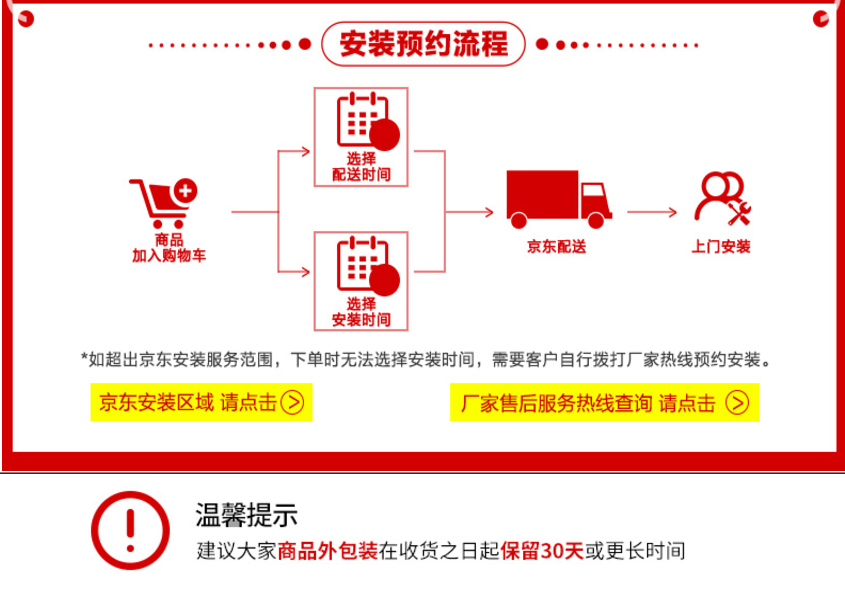 安装预约流程
选择
配送时间
商品
加入购物车
选择
安装时间
京东配送
上门安装
*如超出京东安装服务范围，下单时无法选择安装时间，需要客户自行拨打厂家热线预约安装。
京东安装区域 请点击
厂家售后服务热线查询 请点击
温馨提示
建议大家商品外包装在收货之日起保留30天或更长时间